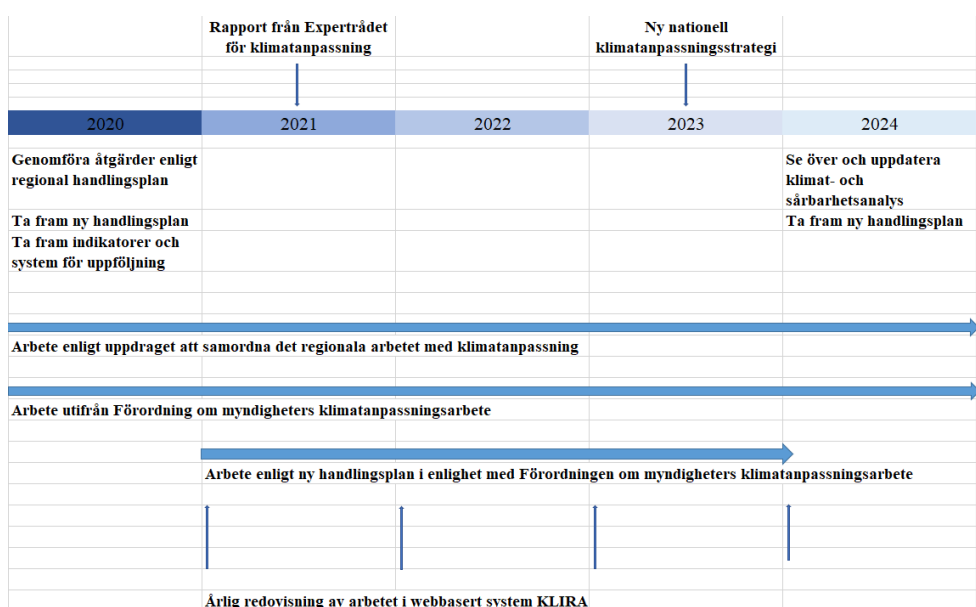 Rapport från Expertrådet
för klimatanpassning
Ny nationell
klimatanpassningsstrategi
2020
2021
2022
2023
2024
Genomföra åtgärder enligt
regional handlingsplan
Ta fram ny handlingsplan
Ta fram indikatorer och
system för uppföljning
Se över och uppdatera
klimat- och
sårbarhetsanalys
Ta fram ny handlingsplan
Arbete enligt uppdraget att samordna det regionala arbetet med klimatanpassning
Arbete utifrån Förordning om myndigheters klimatanpassningsarbete
Arbete enligt ny handlingsplan i enlighet med Förordningen om myndigheters klimatanpassningsarbete
Årlig redovisning av arbetet i webbasert system KLIRA